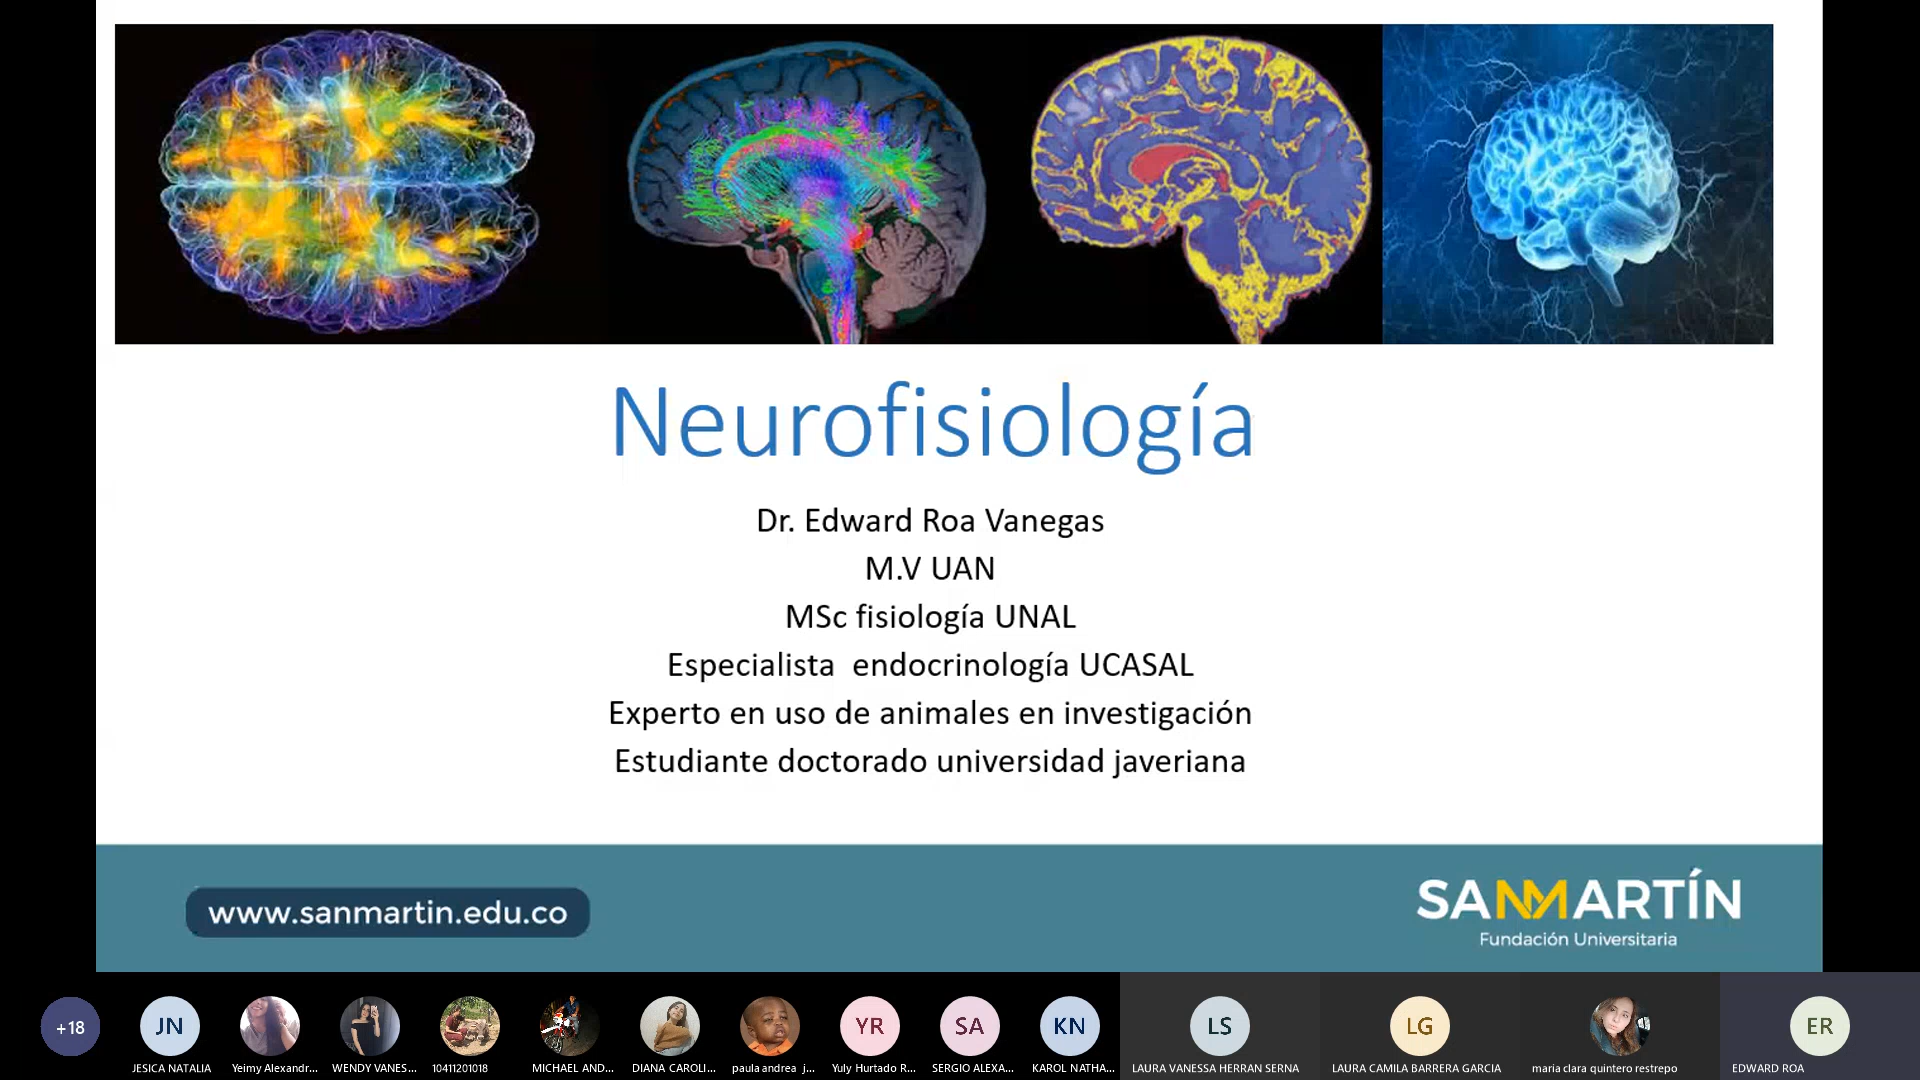 Neurofisiología
Dr. Edward Roa Vanegas
M.V UAN
MSc fisiología UNAL
Especialista  endocrinología UCASAL
Experto en uso de animales en investigación
Estudiante doctorado universidad javeriana
www.sanmartin.edu.co
SANMARTÍN
Fundación Universitaria
+18
JN
YR
SA
KN
LS
LG
ER
JESICA NATALIA
Yeimy Alexandr...
WENDY VANES...
10411201018
MICHAEL AND...
DIANA CAROLI...
paula andrea j...
Yuly Hurtado R...
SERGIO ALEXA...
KAROL NATHA...
LAURA VANESSA HERRAN SERNA
LAURA CAMILA BARRERA GARCIA
maria clara quintero restrepo
EDWARD ROA